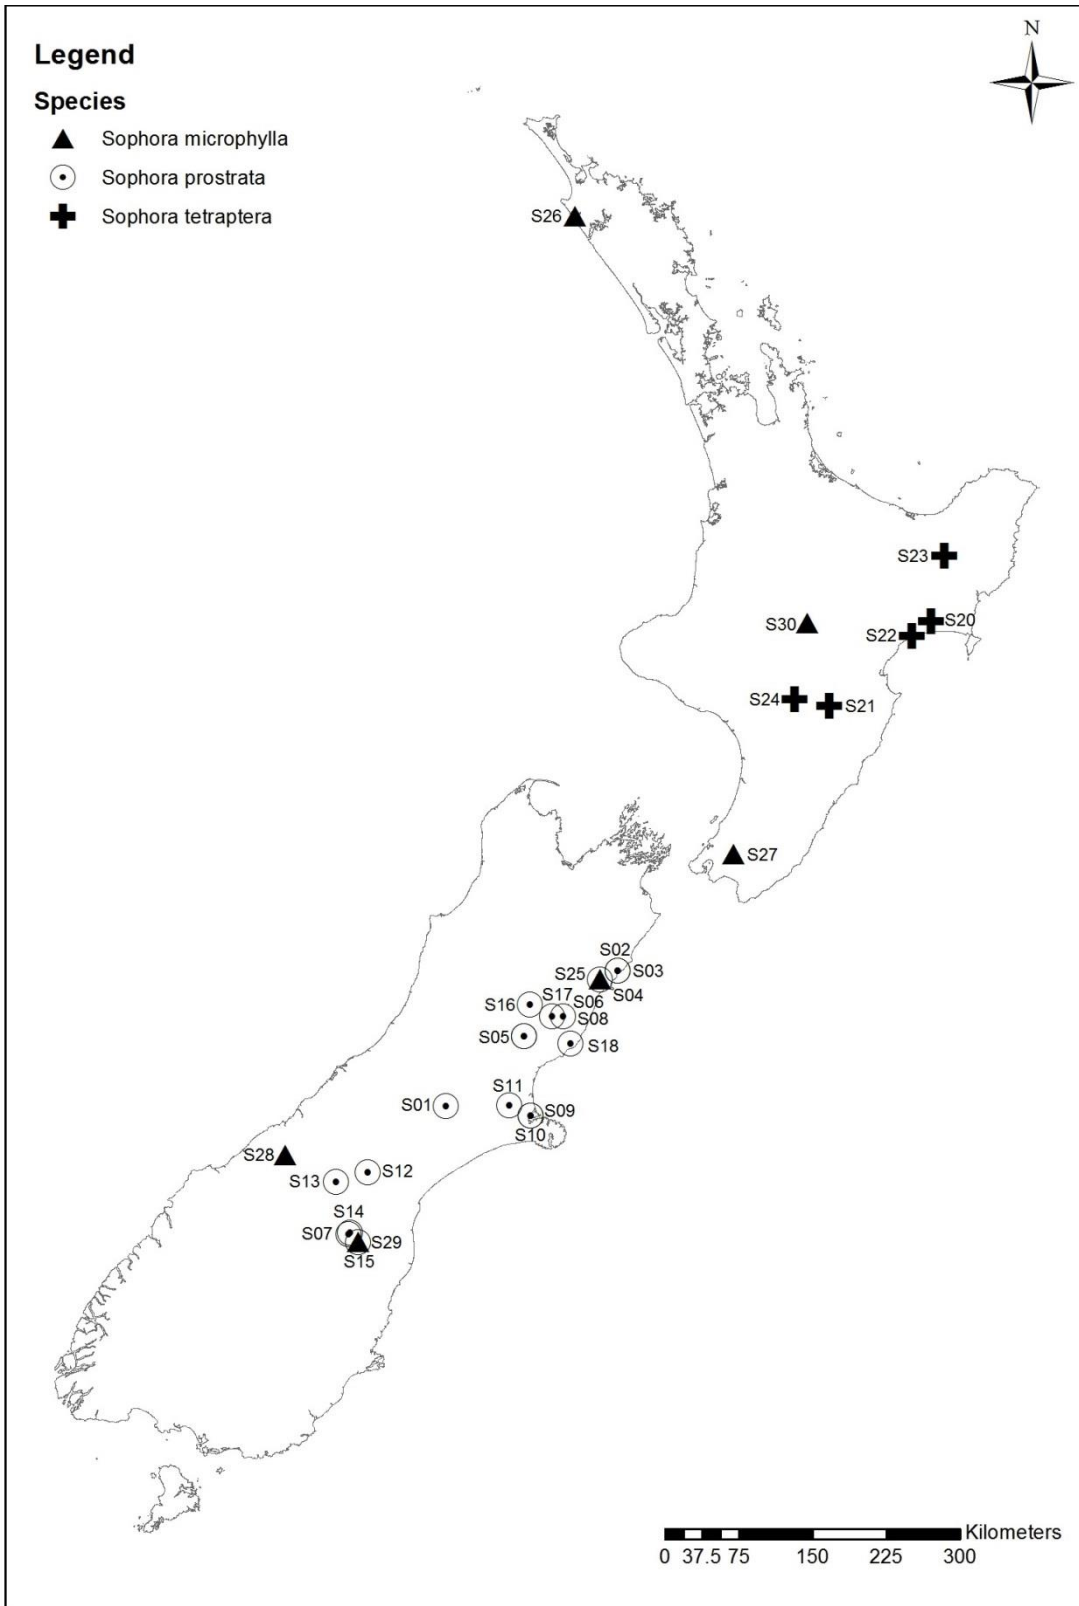 N
Legend
Species
Sophora microphylla
Sophora prostrata
Sophora tetraptera
S26
S23
S30
S20
S22
S24
S21
S27
S02
S25
S03
S04
S17
S06
S16
S08
S05
S18
S11
S01
S09
S10
S28
S12
S13
S14
S07
S29
S15
Kilometers
0 37.5 75 150 225 300